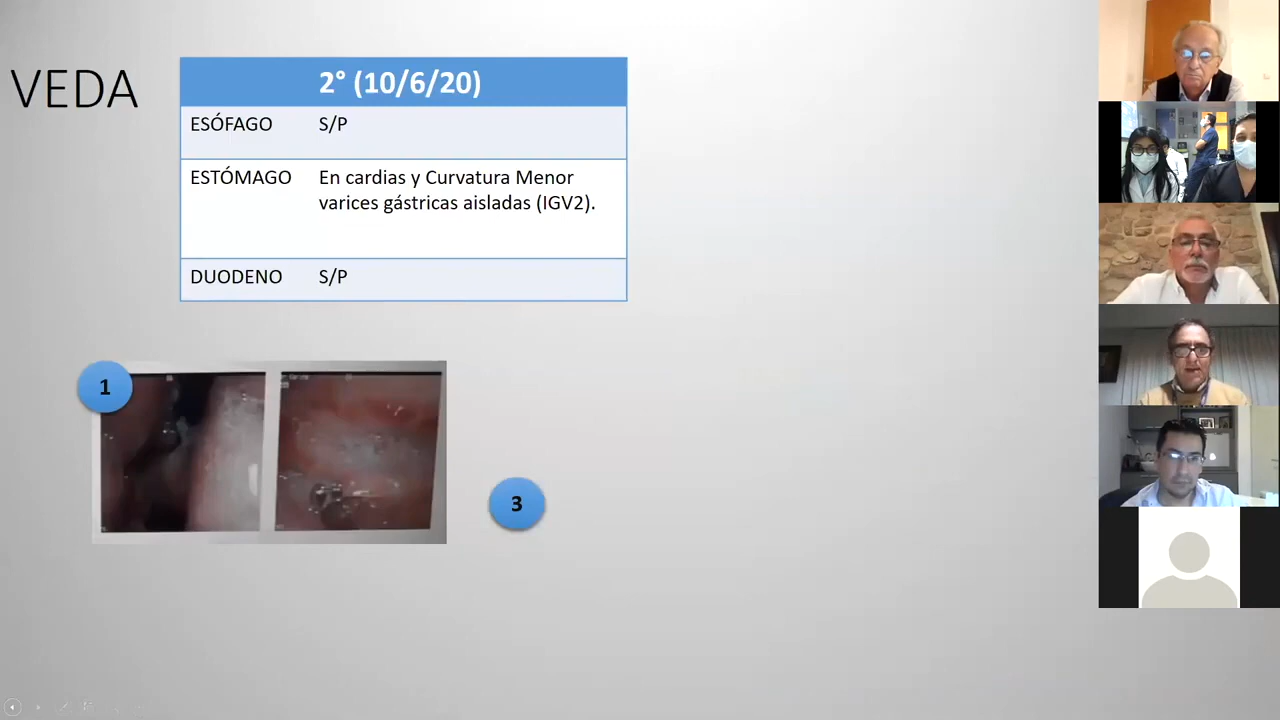 VEDA
2° (10/6/20)
ESÓFAGO S/P
ESTÓMAGO En cardias y Curvatura Menor
varices gástricas aisladas (IGV2).
DUODENO S/P
1
3